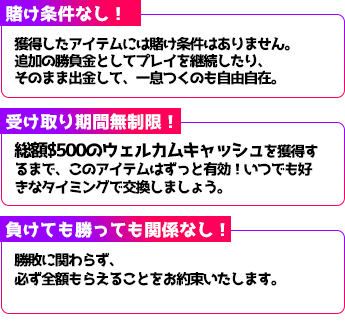 賭け条件なし！
獲得したアイテムには賭け条件はありません。
追加の勝負金としてプレイを継続したり、
そのまま出金して、一息つくのも自由自在。
受け取り期間無制限！
総額$500のウェルカムキャッシュを獲得す
るまで、このアイテムはずっと有効！いつでも好
きなタイミングで交換しましょう。
負けても勝っても関係なし！
勝敗に関わらず、
必ず全額もらえることをお約束いたします。